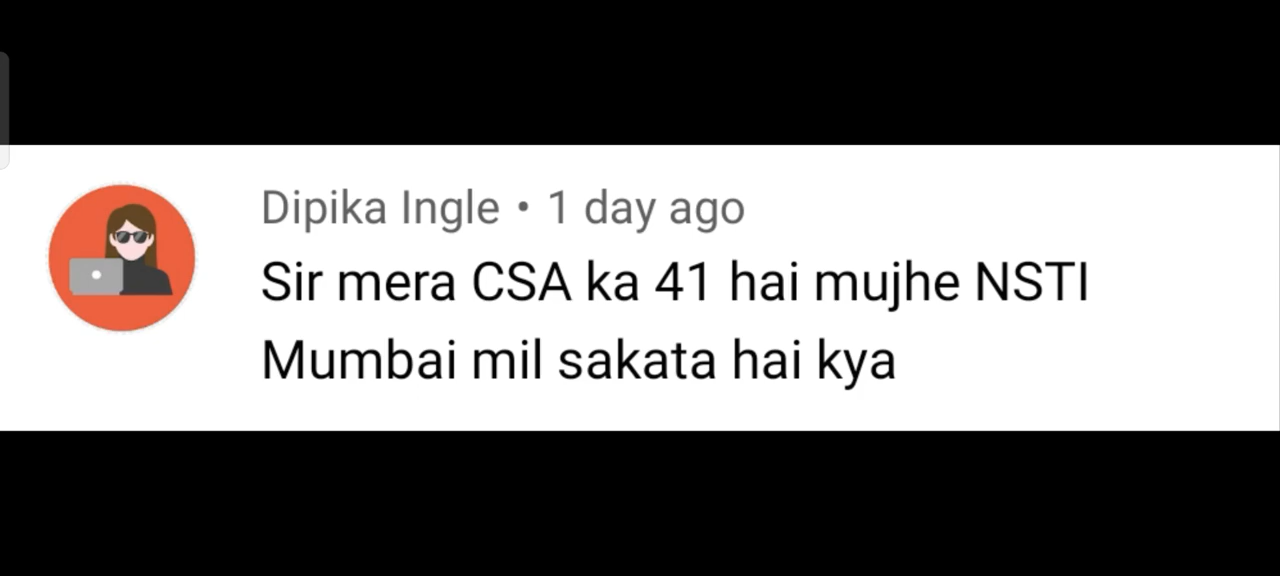 Dipika Ingle • 1 day ago
Sir mera CSA ka 41 hai mujhe NSTI
Mumbai mil sakata hai kya